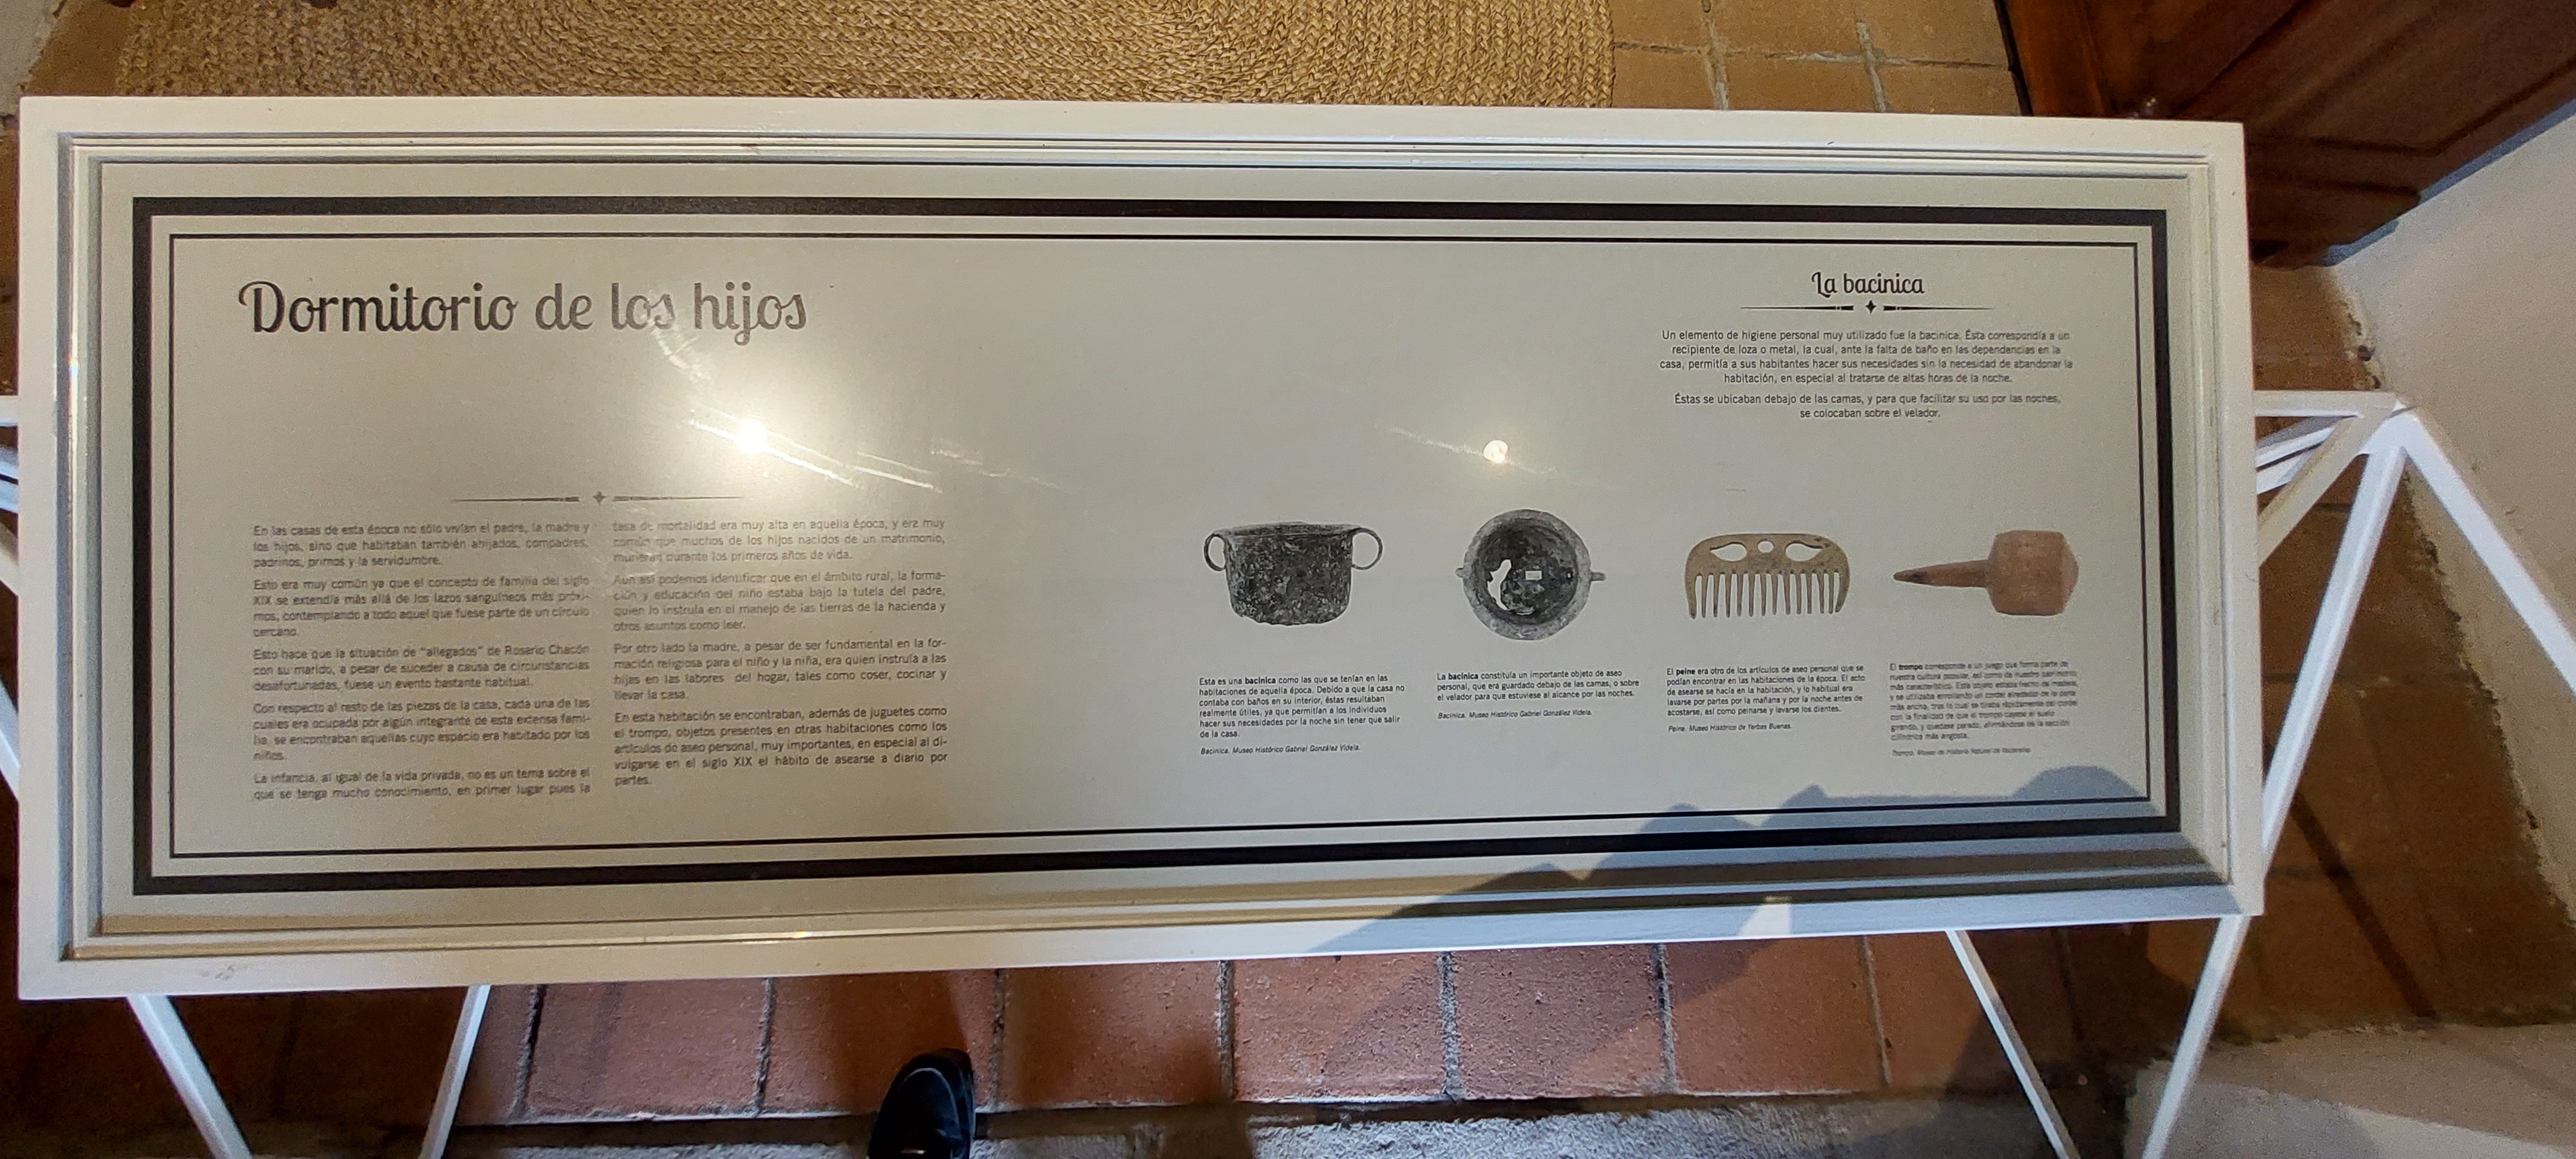 Dormitorio de los hijos
En las casas de esta época no sólo vivían el padre, la madre y
los hijos, sino que habitaban también ahijados, compadres,
padrinos, primos y la servidumbre.
Esto era muy común ya que el concepto de familia del siglo
XIX se extendía más allá de los lazos sanguíneos más próxi-
mos, contemplando a todo aquel que fuese parte de un círculo
cercano.
Esto hace que la situación de "allegados" de Rosario Chacón
con su marido, a pesar de suceder a causa de circunstancias
desafortunadas, fuese un evento bastante habitual.
Con respecto al resto de las piezas de la casa, cada una de las
cuales era ocupada por algún integrante de esta extensa fami-
lia, se encontraban aquellas cuyo espacio era habitado por los
niños.
La infancia, al igual de la vida privada, no es un tema sobre el
que se tenga mucho conocimiento, en primer lugar pues la
tasa de mortalidad era muy alta en aquella época, y era muy
común que muchos de los hijos nacidos de un matrimonio,
murieran durante los primeros años de vida.
Aun así podemos identificar que en el ámbito rural, la forma-
ción y educación del niño estaba bajo la tutela del padre,
quien lo instruía en el manejo de las tierras de la hacienda y
otros asuntos como leer.
Por otro lado la madre, a pesar de ser fundamental en la for-
mación religiosa para el niño y la niña, era quien instruía a las
hijas en las labores del hogar, tales como coser, cocinar y
llevar la casa.
En esta habitación se encontraban, además de juguetes como
el trompo, objetos presentes en otras habitaciones como los
artículos de aseo personal, muy importantes, en especial al di-
vulgarse en el siglo XIX el hábito de asearse a diario por
partes.
La bacinica
Un elemento de higiene personal muy utilizado fue la bacinica. Ésta correspondía a un
recipiente de loza o metal, la cual, ante la falta de baño en las dependencias en la
casa, permitía a sus habitantes hacer sus necesidades sin la necesidad de abandonar la
habitación, en especial al tratarse de altas horas de la noche.
Éstas se ubicaban debajo de las camas, y para que facilitar su uso por las noches,
se colocaban sobre el velador.
Esta es una bacinica como las que se tenían en las
habitaciones de aquella época. Debido a que la casa no
contaba con baños en su interior, éstas resultaban
realmente útiles, ya que permitían a los individuos
hacer sus necesidades por la noche sin tener que salir
de la casa.
Bacinica. Museo Histórico Gabriel González Videla.
La bacinica constituía un importante objeto de aseo
personal, que era guardado debajo de las camas, o sobre
el velador para que estuviese al alcance por las noches.
Bacinica. Museo Histórico Gabriel González Videla.
El peine era otro de los artículos de aseo personal que se
podían encontrar en las habitaciones de la época. El acto
de asearse se hacía en la habitación, y lo habitual era
lavarse por partes por la mañana y por la noche antes de
acostarse, así como peinarse y lavarse los dientes.
Peine. Museo Histórico de Yerbas Buenas.
El trompo corresponde a un juego que forma parte de
nuestra cultura popular, así como de nuestro patrimonio